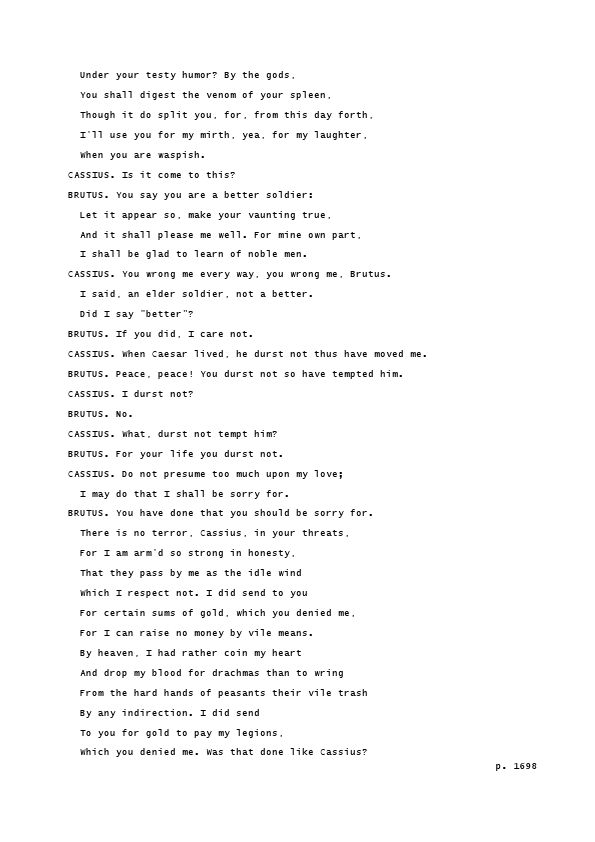 Under your testy humor? By the gods,
You shall digest the venom of your spleen,
Though it do split you, for, from this day forth,
I'll use you for my mirth, yea, for my laughter,
When you are waspish.
CASSIUS. Is it come to this?
BRUTUS. You say you are a better soldier:
Let it appear so, make your vaunting true,
And it shall please me well. For mine own part,
I shall be glad to learn of noble men.
CASSIUS. You wrong me every way, you wrong me, Brutus.
I said, an elder soldier, not a better.
Did I say "better"?
BRUTUS. If you did, I care not.
CASSIUS. When Caesar lived, he durst not thus have moved me.
BRUTUS. Peace, peace! You durst not so have tempted him.
CASSIUS. I durst not?
BRUTUS. No.
CASSIUS. What, durst not tempt him?
BRUTUS. For your life you durst not.
CASSIUS. Do not presume too much upon my love;
I may do that I shall be sorry for.
BRUTUS. You have done that you should be sorry for.
There is no terror, Cassius, in your threats,
For I am arm'd so strong in honesty,
That they pass by me as the idle wind
Which I respect not. I did send to you
For certain sums of gold, which you denied me,
For I can raise no money by vile means.
By heaven, I had rather coin my heart
And drop my blood for drachmas than to wring
From the hard hands of peasants their vile trash
By any indirection. I did send
To you for gold to pay my legions,
Which you denied me. Was that done like Cassius?
p. 1698